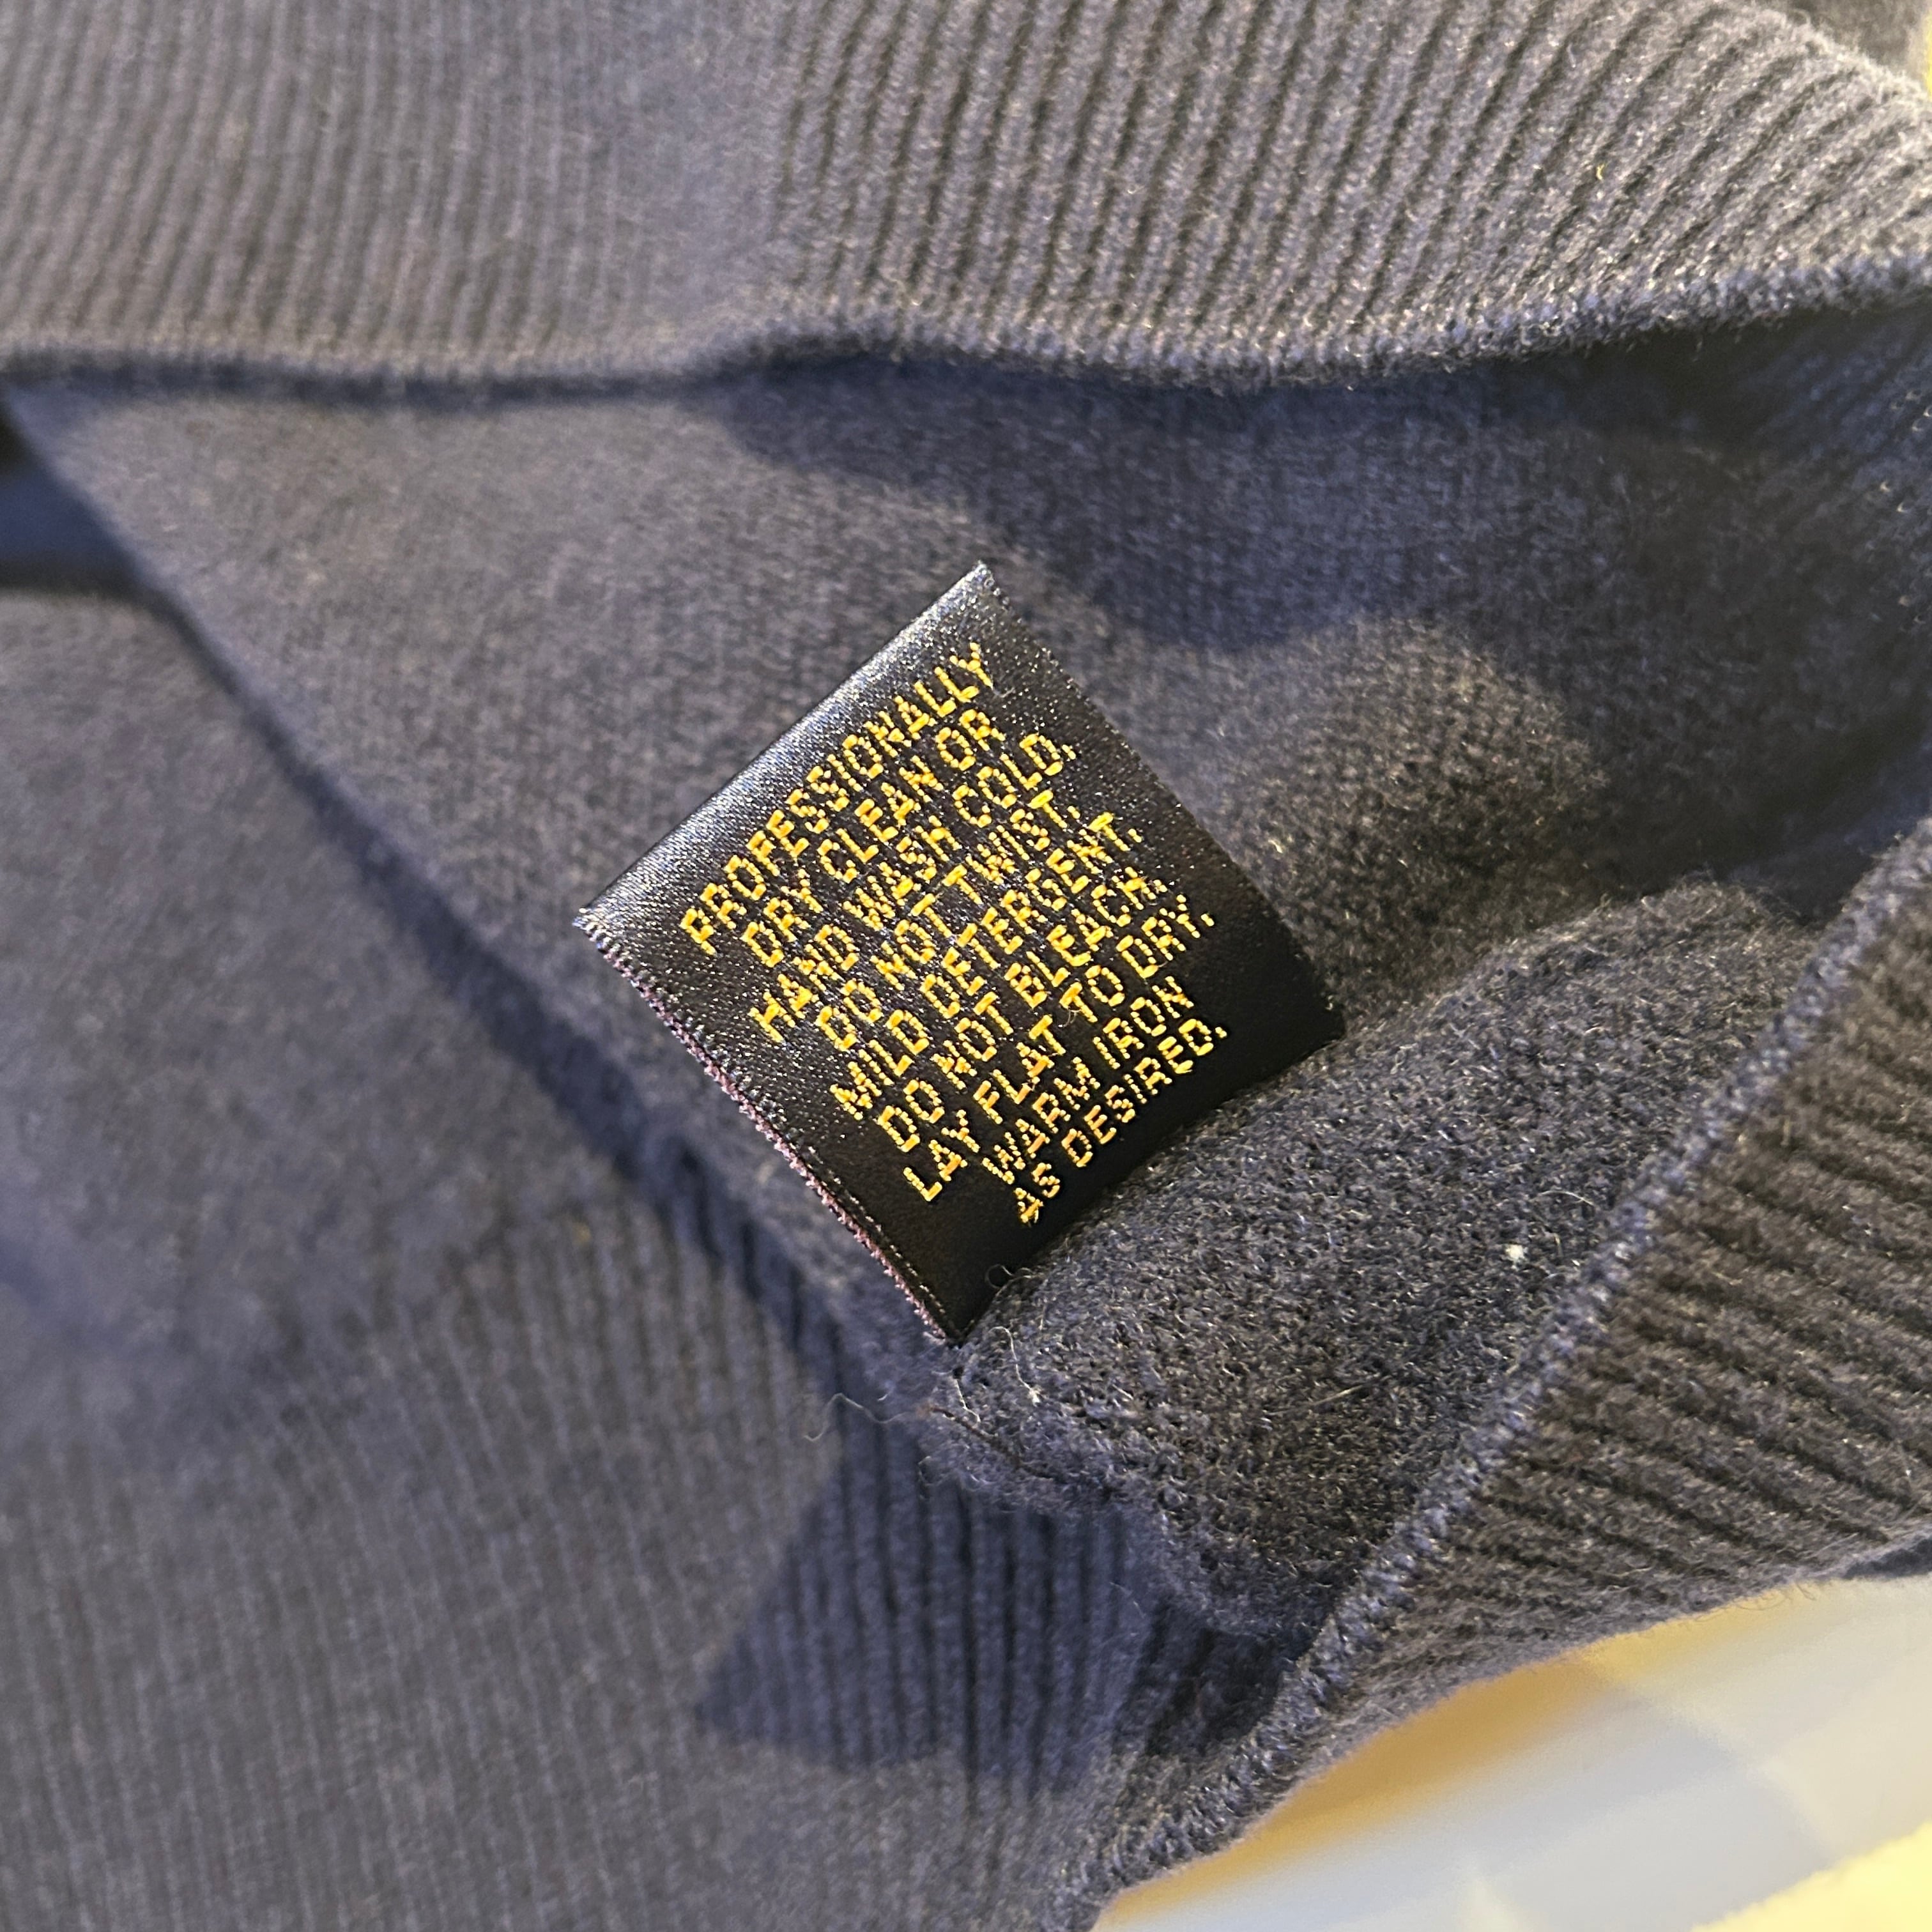 PROFESSIONALLY
DRY CLEAN OR
HAND WASH COLD.
DO NOT TWIST.
MILD DETERGENT.
DO NOT BLEACH.
LAY FLAT TO DRY.
WARM IRON
AS DESIRED.